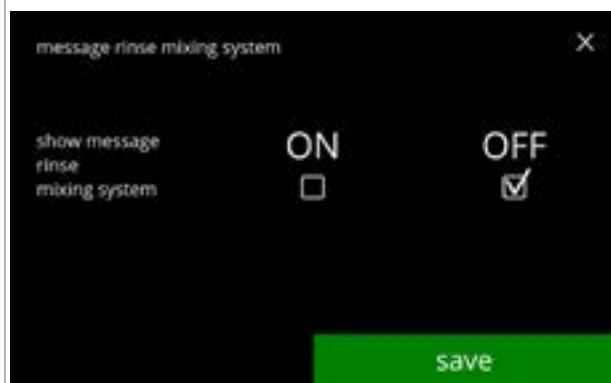 message rinse mixing system
show message
rinse
mixing system
ON
OFF
save